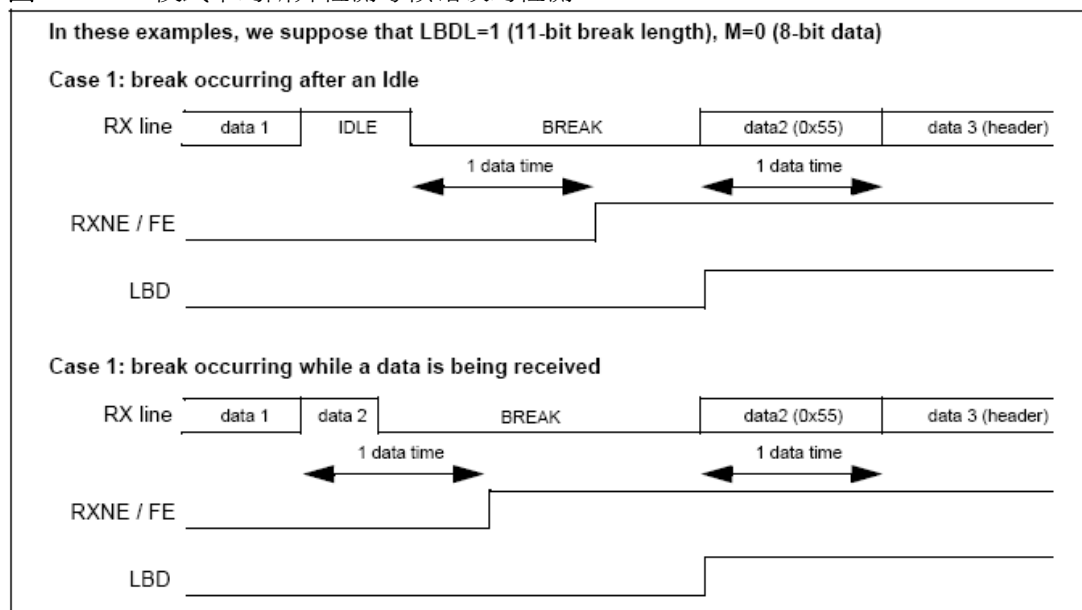 In these examples, we suppose that LBDL=1 (11-bit break length), M=0 (8-bit data)
Case 1: break occurring after an Idle
RX line data 1 IDLE BREAK data2 (0x55) data 3 (header)
1 data time 1 data time
RXNE / FE
LBD
Case 1: break occurring while a data is being received
RX line data 1 data 2 BREAK data2 (0x55) data 3 (header)
1 data time 1 data time
RXNE / FE
LBD